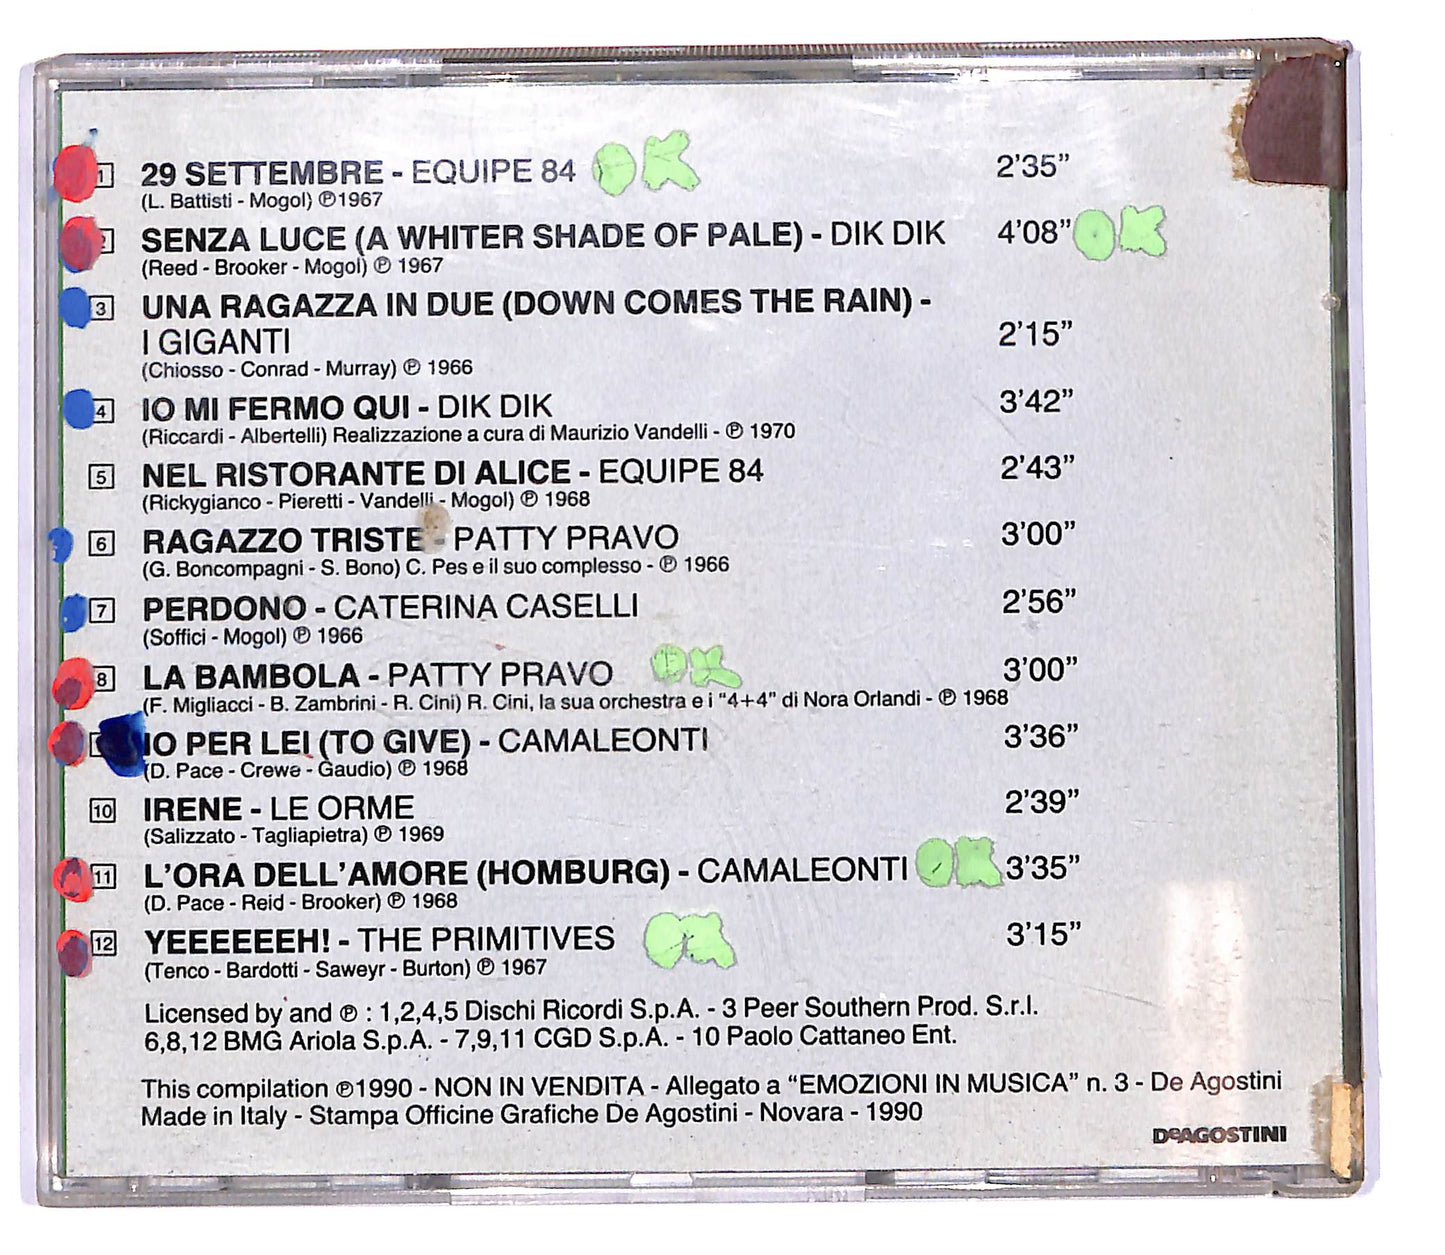 1 29 SETTEMBRE - EQUIPE 84 OK 2'35"
(L. Battisti - Mogol) ℗1967
2 SENZA LUCE (A WHITER SHADE OF PALE) - DIK DIK 4'08" OK
(Reed - Brooker - Mogol) ℗ 1967
3 UNA RAGAZZA IN DUE (DOWN COMES THE RAIN) -
I GIGANTI 2'15"
(Chiosso - Conrad - Murray) ℗ 1966
4 IO MI FERMO QUI - DIK DIK 3'42"
(Riccardi - Albertelli) Realizzazione a cura di Maurizio Vandelli - ℗ 1970
5 NEL RISTORANTE DI ALICE - EQUIPE 84 2'43"
(Rickygianco - Pieretti - Vandelli - Mogol) ℗ 1968
6 RAGAZZO TRISTE - PATTY PRAVO 3'00"
(G. Boncompagni - S. Bono) C. Pes e il suo complesso - ℗ 1966
7 PERDONO - CATERINA CASELLI 2'56"
(Soffici - Mogol) ℗ 1966
8 LA BAMBOLA - PATTY PRAVO OK 3'00"
(F. Migliacci - B. Zambrini - R. Cini) R. Cini, la sua orchestra e i "4+4" di Nora Orlandi - ℗ 1968
IO PER LEI (TO GIVE) - CAMALEONTI 3'36"
(D. Pace - Crewe - Gaudio) ℗ 1968
10 IRENE - LE ORME 2'39"
(Salizzato - Tagliapietra) ℗ 1969
11 L'ORA DELL'AMORE (HOMBURG) - CAMALEONTI OK 3'35"
(D. Pace - Reid - Brooker) ℗ 1968
12 YEEEEEEH! - THE PRIMITIVES OK 3'15"
(Tenco - Bardotti - Saweyr - Burton) ℗ 1967
Licensed by and ℗ : 1,2,4,5 Dischi Ricordi S.p.A. - 3 Peer Southern Prod. S.r.l.
6,8,12 BMG Ariola S.p.A. - 7,9,11 CGD S.p.A. - 10 Paolo Cattaneo Ent.
This compilation ℗1990 - NON IN VENDITA - Allegato a "EMOZIONI IN MUSICA" n. 3 - De Agostini
Made in Italy - Stampa Officine Grafiche De Agostini - Novara - 1990
DeAGOSTINI